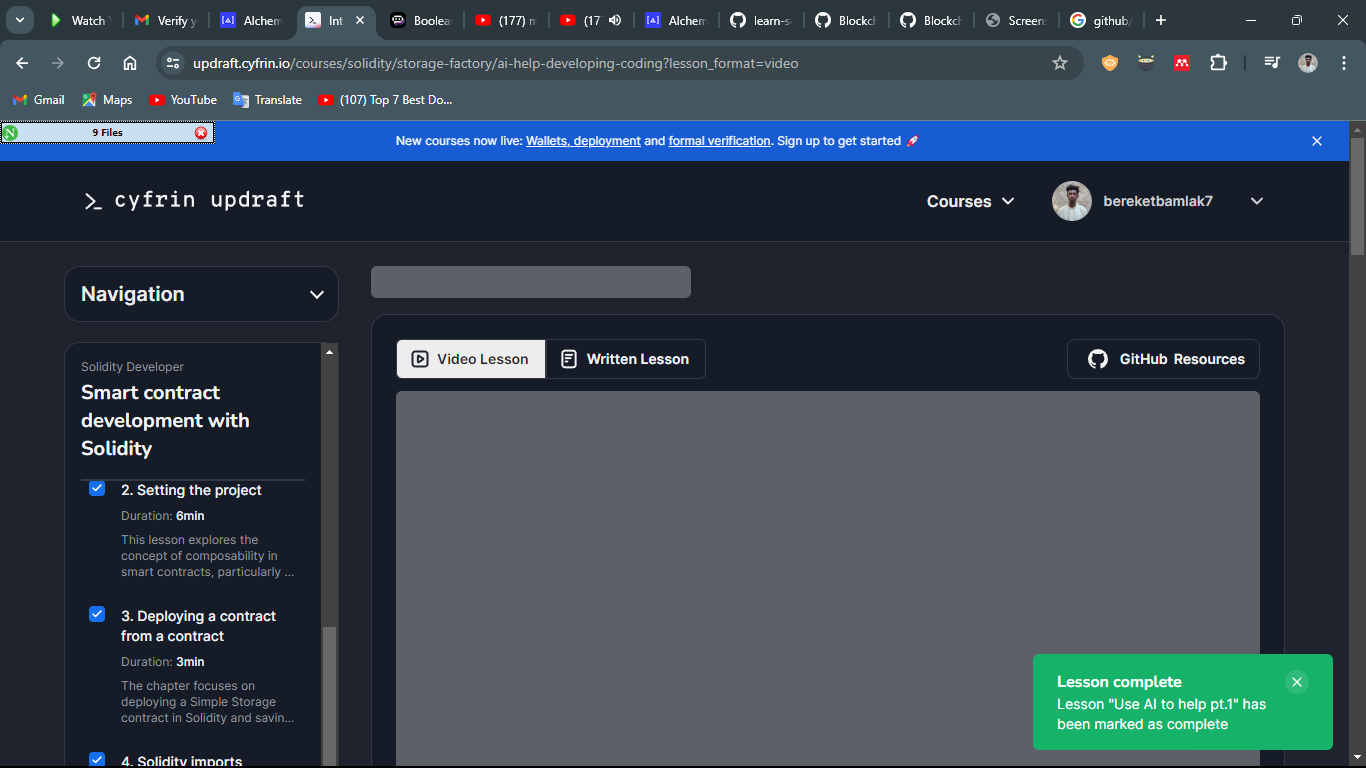 Watch
Verify y
Alchem
Int
Boolea
(177) m
(17
Alchem
learn-s
Blockc
Blockc
Screen
github/
updraft.cyfrin.io/courses/solidity/storage-factory/ai-help-developing-coding?lesson_format=video
Gmail
Maps
YouTube
Translate
(107) Top 7 Best Do...
9 Files
New courses now live: Wallets, deployment and formal verification. Sign up to get started 🚀
>_ cyfrin updraft
Courses
bereketbamlak7
Navigation
Solidity Developer
Smart contract
development with
Solidity
2. Setting the project
Duration: 6min
This lesson explores the
concept of composability in
smart contracts, particularly ...
3. Deploying a contract
from a contract
Duration: 3min
The chapter focuses on
deploying a Simple Storage
contract in Solidity and savin...
4. Solidity imports
Video Lesson
Written Lesson
GitHub Resources
Lesson complete
Lesson "Use AI to help pt.1" has
been marked as complete